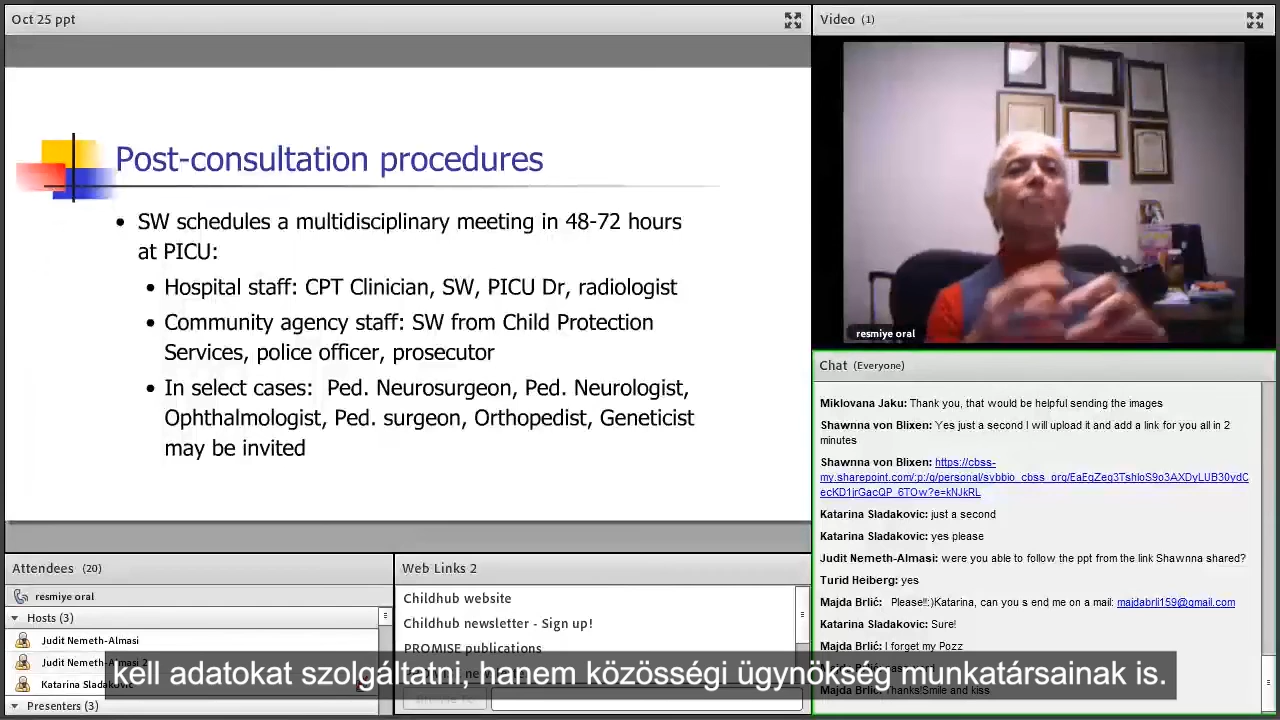 Oct 25 ppt
Post-consultation procedures
• SW schedules a multidisciplinary meeting in 48-72 hours
at PICU:
• Hospital staff: CPT Clinician, SW, PICU Dr, radiologist
• Community agency staff: SW from Child Protection
Services, police officer, prosecutor
• In select cases: Ped. Neurosurgeon, Ped. Neurologist,
Ophthalmologist, Ped. surgeon, Orthopedist, Geneticist
may be invited
Video (1)
resmiye oral
Chat (Everyone)
Miklovana Jaku: Thank you, that would be helpful sending the images
Shawnna von Blixen: Yes just a second I will upload it and add a link for you all in 2
minutes
Shawnna von Blixen: https://cbss-
Katarina Sladakovic: just a second
Katarina Sladakovic: yes please
Judit Nemeth-Almasi: were you able to follow the ppt from the link Shawnna shared?
Turid Heiberg: yes
Majda Brlić: Please!!:)Katarina, can you s end me on a mail: majdabrli159@gmail.com
Katarina Sladakovic: Sure!
Majda Brlić: I forget my Pozz
Majda Brlić: Thanks!Smile and kiss
Attendees (20)
resmiye oral
Hosts (3)
Judit Nemeth-Almasi
Judit Nemeth-Almasi 2
Katarina Sladakovic
Presenters (3)
Web Links 2
Childhub website
Childhub newsletter - Sign up!
PROMISE publications
kell adatokat szolgáltatni, hanem közösségi ügynökség munkatársainak is.